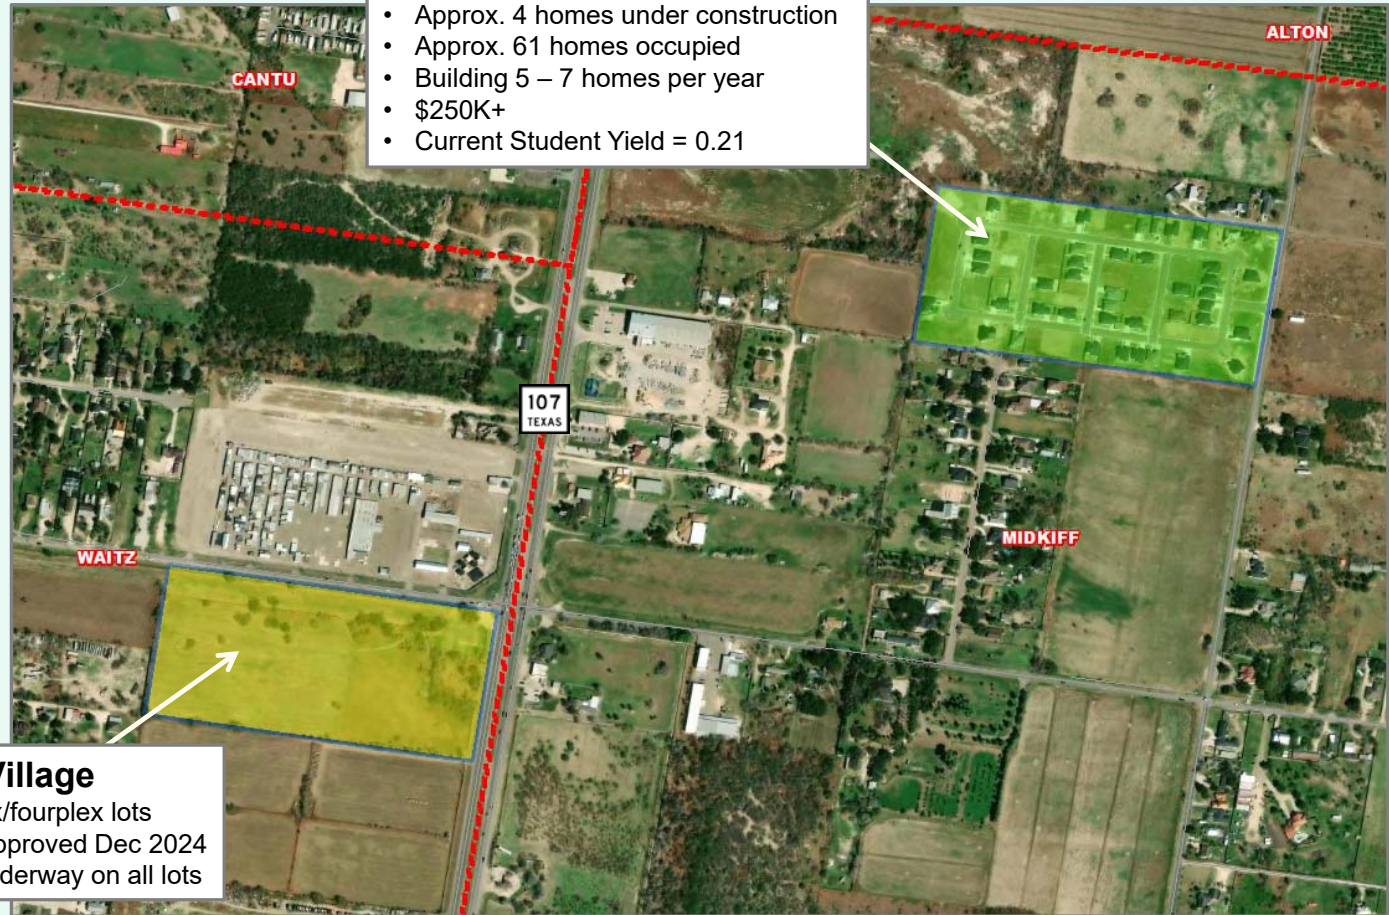 • Approx. 4 homes under construction
• Approx. 61 homes occupied
• Building 5 – 7 homes per year
• $250K+
• Current Student Yield = 0.21
ALTON
CANTU
107
TEXAS
MIDKIFF
WAITZ
Village
x/fourplex lots
pproved Dec 2024
derway on all lots